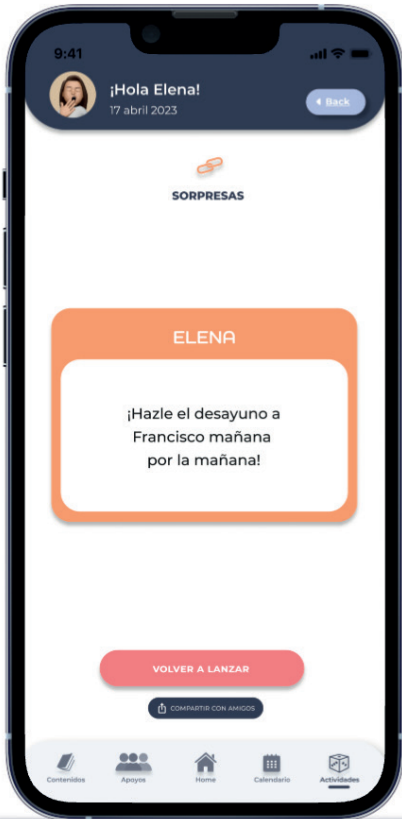 9:41
¡Hola Elena!
17 abril 2023
Back
SORPRESAS
ELENA
¡Hazle el desayuno a
Francisco mañana
por la mañana!
VOLVER A LANZAR
COMPARTIR CON AMIGOS
Contenidos Apoyos Home Calendario Actividades